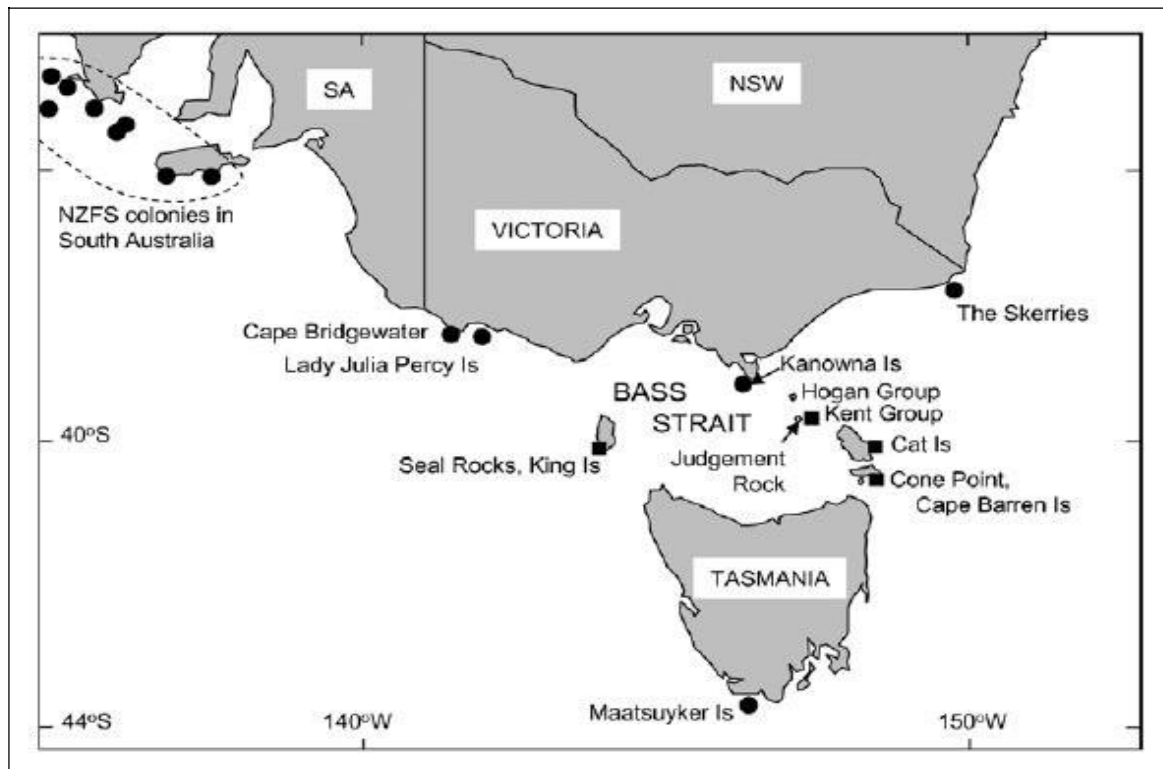 SA
NSW
NZFS colonies in
South Australia
VICTORIA
The Skerries
Cape Bridgewater
Lady Julia Percy Is
Kanowna Is
BASS
STRAIT
Hogan Group
Kent Group
40°S
Seal Rocks, King Is
Judgement
Rock
Cat Is
Cone Point,
Cape Barren Is
TASMANIA
Maatsuyker Is
44°S
140°W
150°W